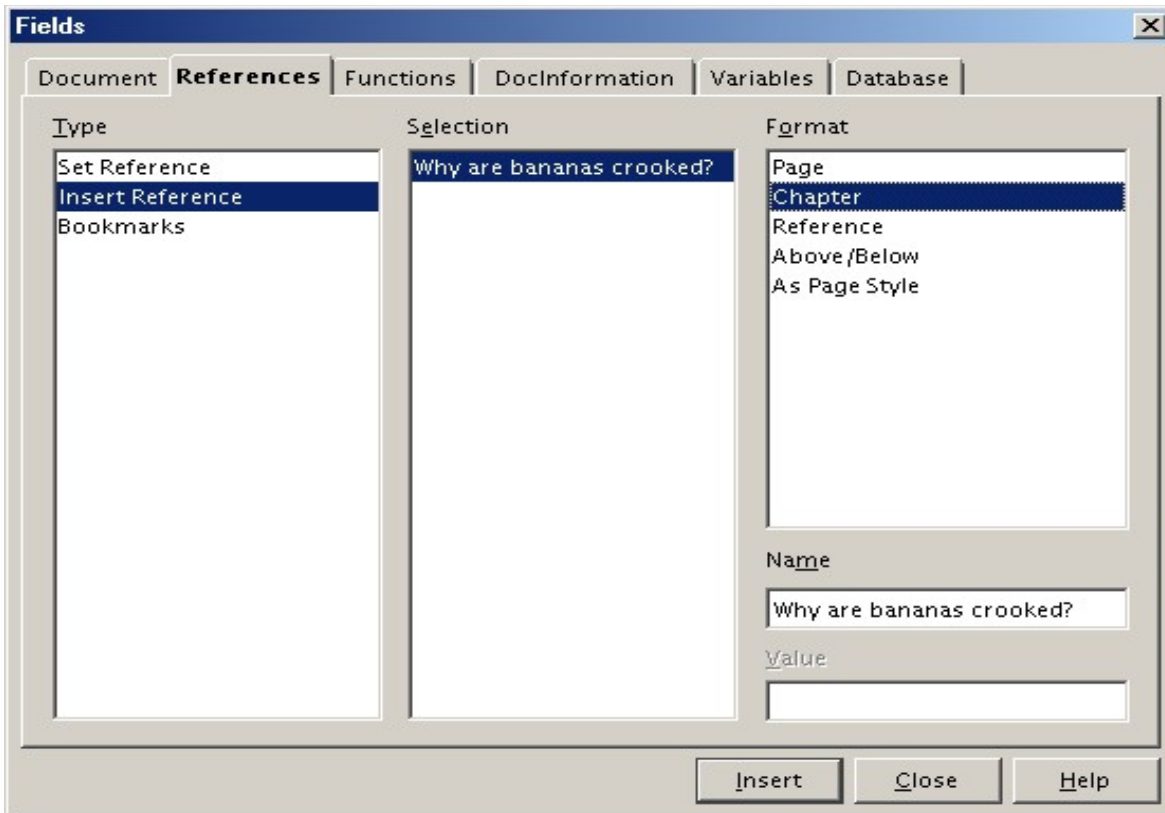 Fields
Document References Functions DocInformation Variables Database
Type
Set Reference
Insert Reference
Bookmarks
Selection
Why are bananas crooked?
Format
Page
Chapter
Reference
Above/Below
As Page Style
Name
Why are bananas crooked?
Value
Insert Close Help